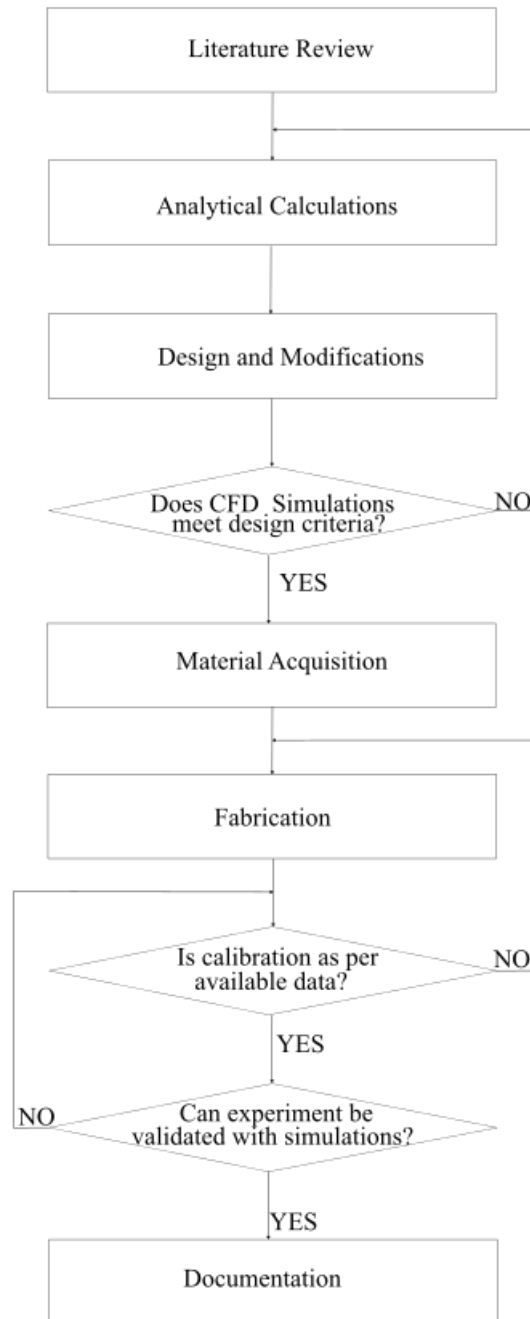 Literature Review
Analytical Calculations
Design and Modifications
Does CFD Simulations
meet design criteria?
NO
YES
Material Acquisition
Fabrication
Is calibration as per
available data?
NO
YES
Can experiment be
validated with simulations?
NO
YES
Documentation